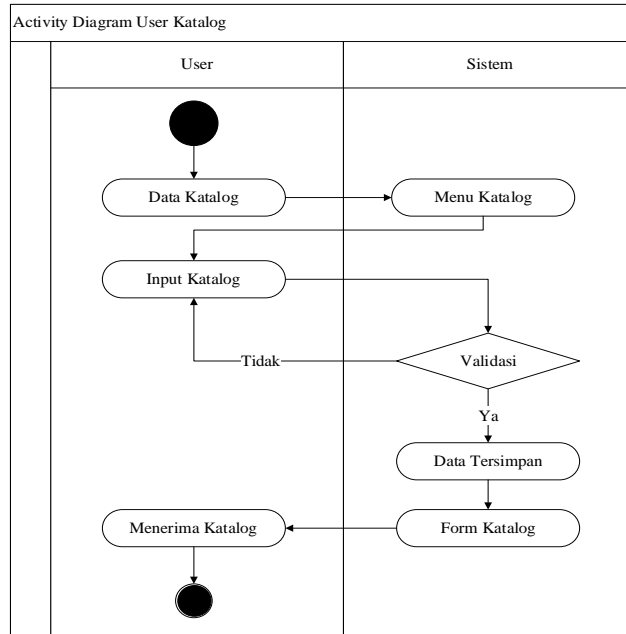 Activity Diagram User Katalog
User
Sistem
Data Katalog
Menu Katalog
Input Katalog
Validasi
Tidak
Ya
Data Tersimpan
Form Katalog
Menerima Katalog